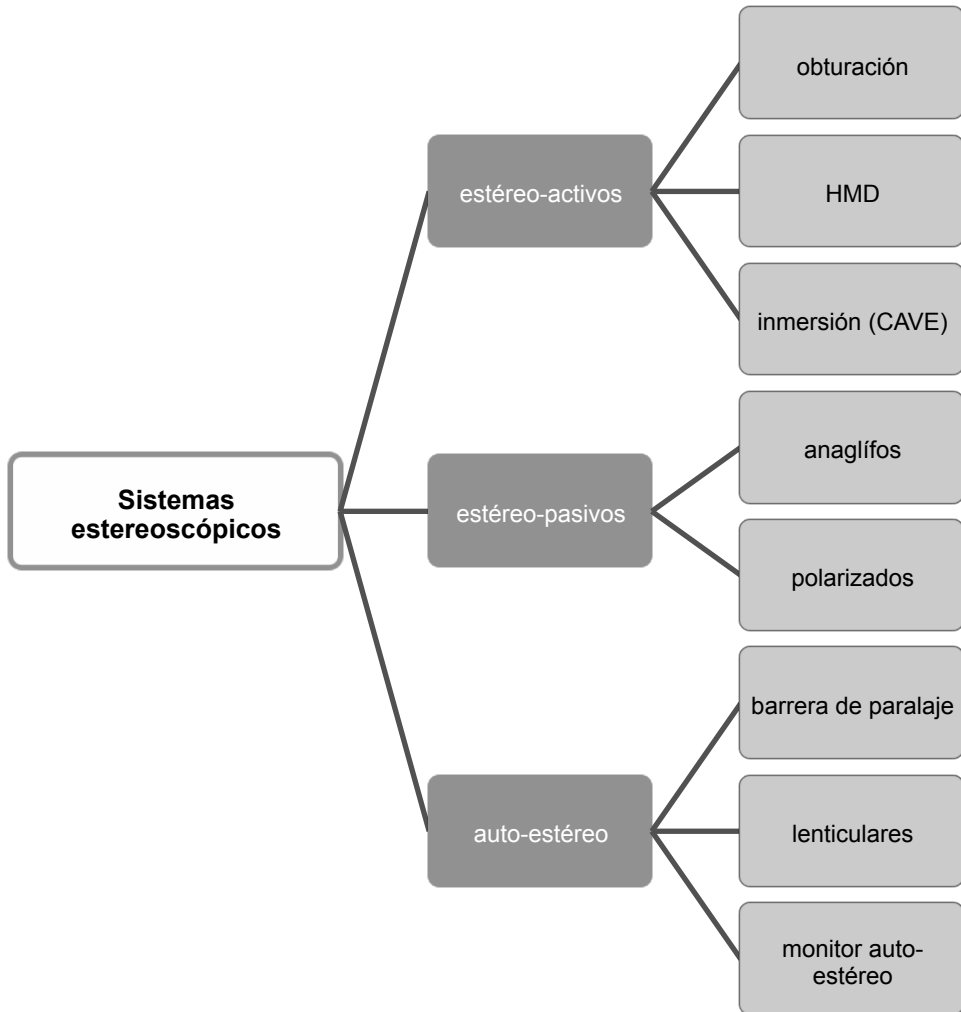 Sistemas
estereoscópicos
estéreo-activos
obturación
HMD
inmersión (CAVE)
estéreo-pasivos
anaglífos
polarizados
auto-estéreo
barrera de paralaje
lenticulares
monitor auto-
estéreo